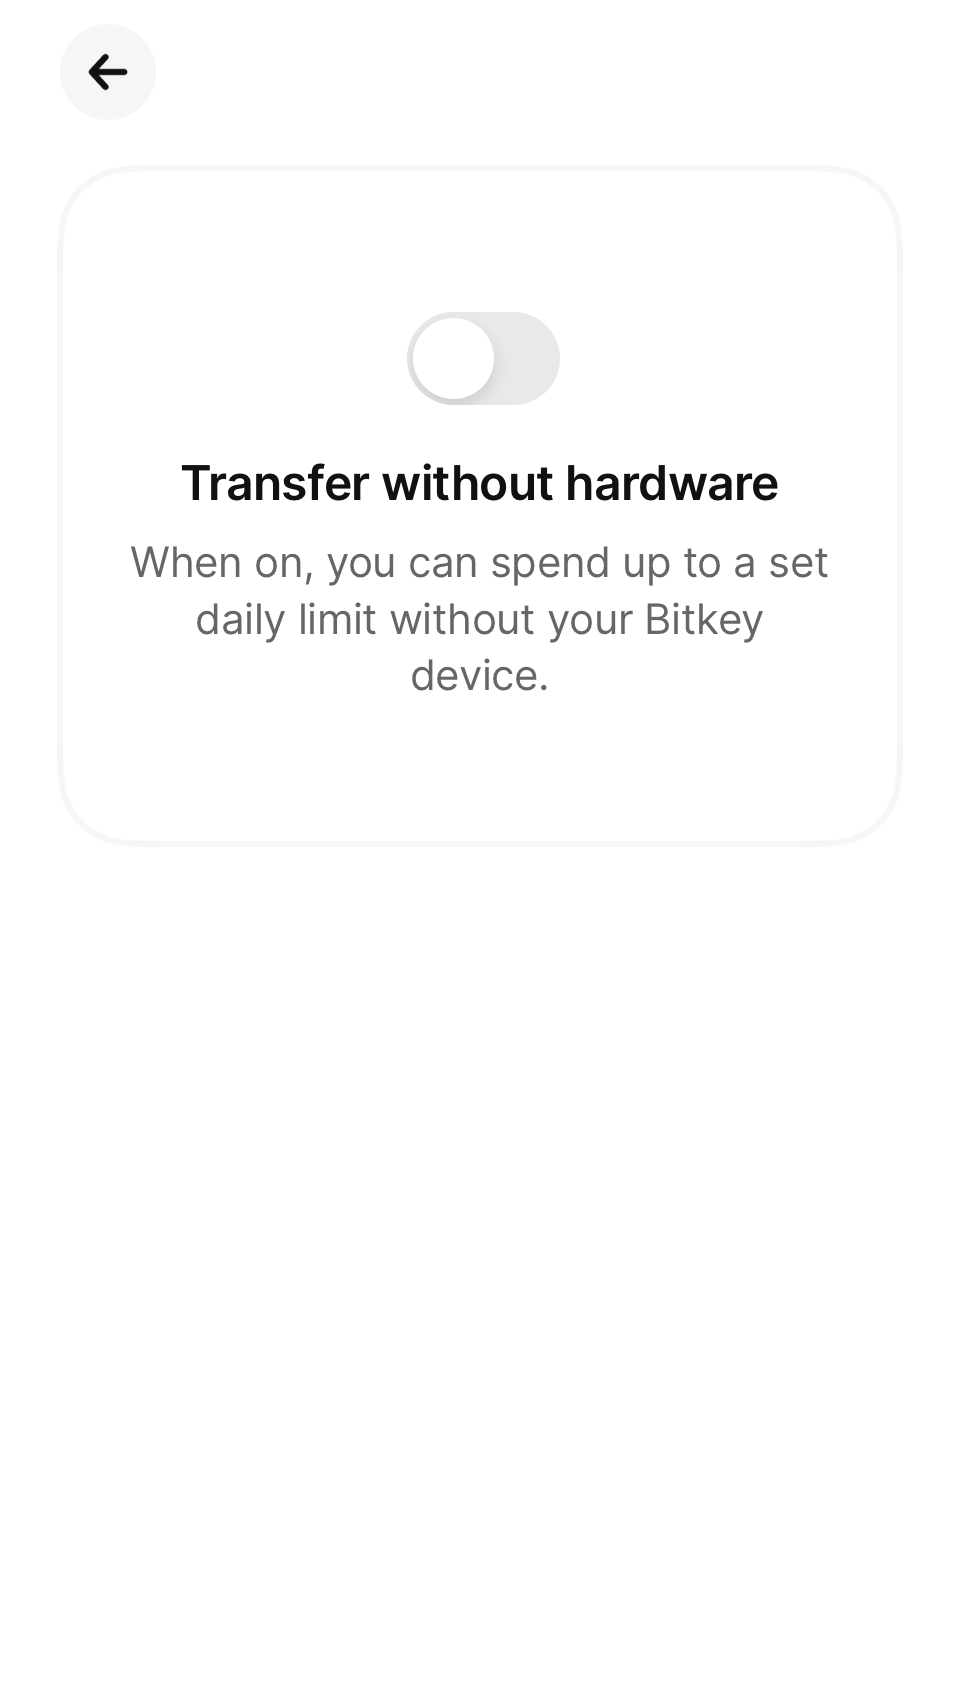 Transfer without hardware
When on, you can spend up to a set
daily limit without your Bitkey
device.